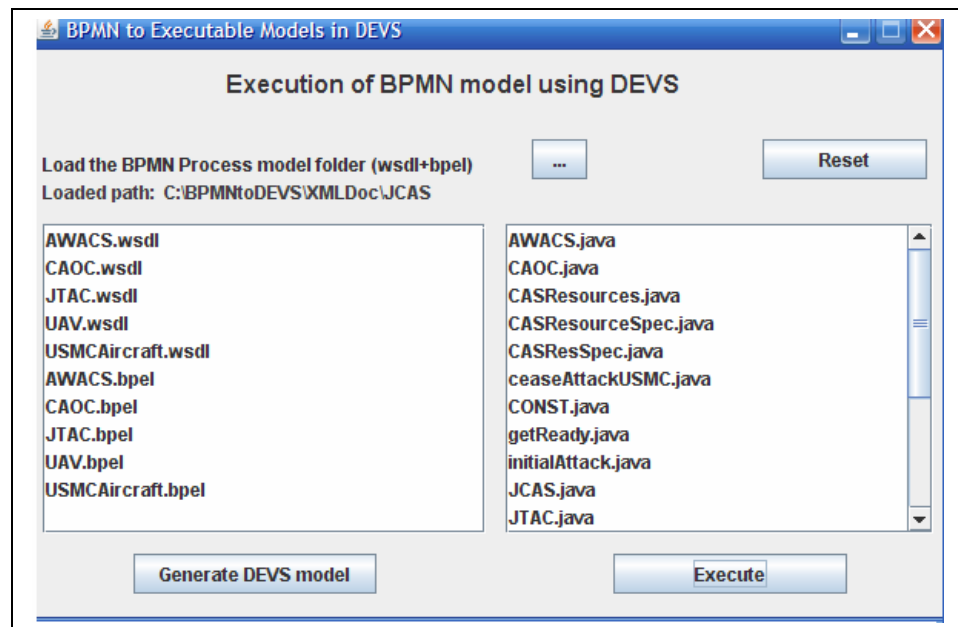 BPMN to Executable Models in DEVS
Execution of BPMN model using DEVS
Load the BPMN Process model folder (wsdl+bpel)
...
Reset
Loaded path: C:\BPMNtoDEVS\XMLDoc\JCAS
AWACS.wsdl
CAOC.wsdl
JTAC.wsdl
UAV.wsdl
USMCAircraft.wsdl
AWACS.bpel
CAOC.bpel
JTAC.bpel
UAV.bpel
USMCAircraft.bpel
AWACS.java
CAOC.java
CASResources.java
CASResourceSpec.java
CASResSpec.java
ceaseAttackUSMC.java
CONST.java
getReady.java
initialAttack.java
JCAS.java
JTAC.java
Generate DEVS model
Execute